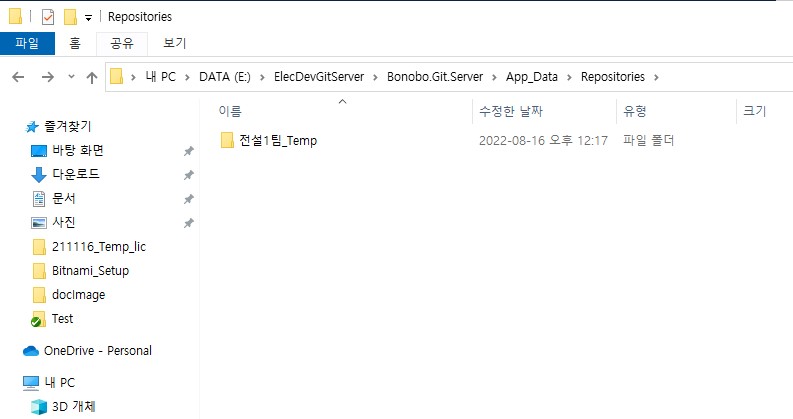 Repositories
파일 홈 공유 보기
내 PC DATA (E:) ElecDevGitServer Bonobo.Git.Server App_Data Repositories
이름 수정한 날짜 유형 크기
전설1팀_Temp 2022-08-16 오후 12:17 파일 폴더
즐겨찾기
바탕 화면
다운로드
문서
사진
211116_Temp_lic
Bitnami_Setup
docImage
Test
OneDrive - Personal
내 PC
3D 개체